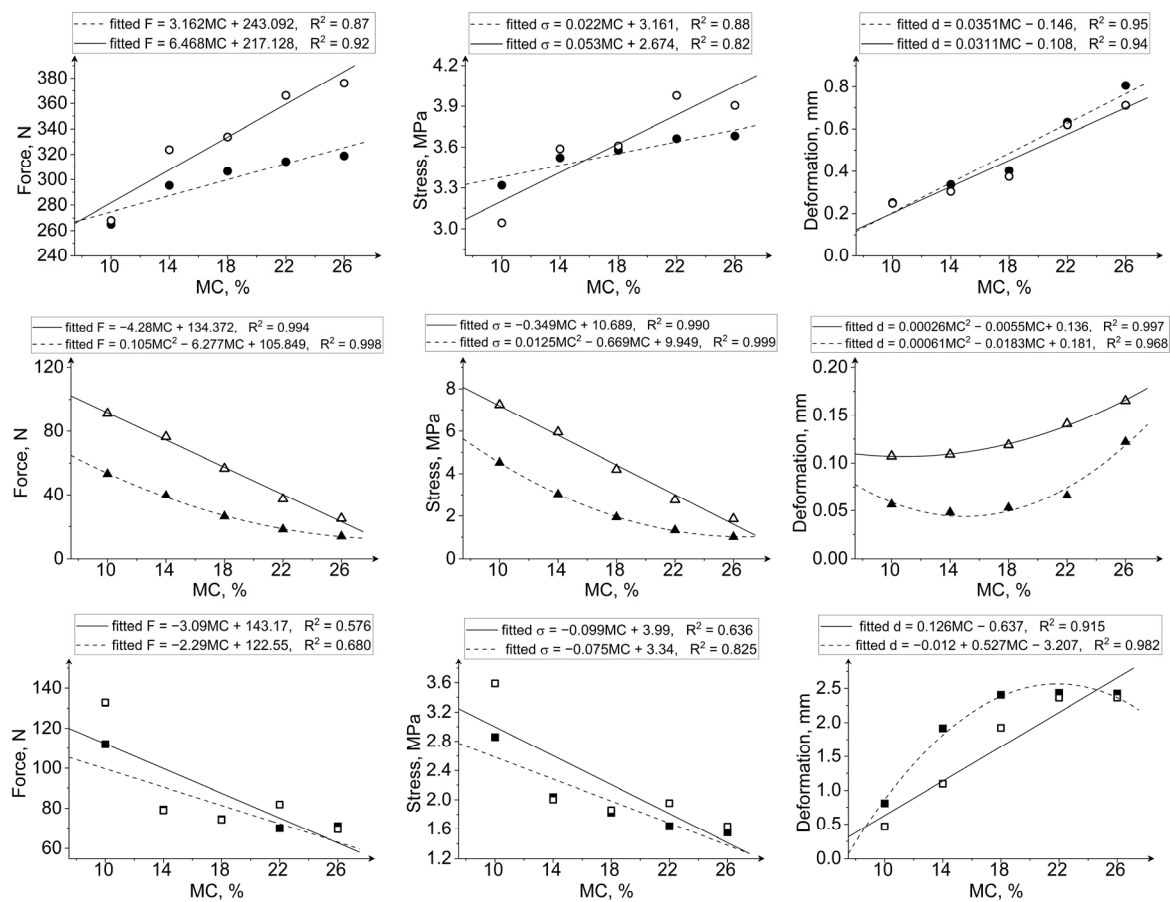 fitted F = 3.162MC + 243.092, R² = 0.87
fitted F = 6.468MC + 217.128, R² = 0.92
Force, N
380
360
340
320
300
280
260
240
10 14 18 22 26
MC, %
fitted σ = 0.022MC + 3.161, R² = 0.88
fitted σ = 0.053MC + 2.674, R² = 0.82
Stress, MPa
4.2
3.9
3.6
3.3
3.0
10 14 18 22 26
MC, %
fitted d = 0.0351MC − 0.146, R² = 0.95
fitted d = 0.0311MC − 0.108, R² = 0.94
Deformation, mm
0.8
0.6
0.4
0.2
0.0
10 14 18 22 26
MC, %
fitted F = −4.28MC + 134.372, R² = 0.994
fitted F = 0.105MC² − 6.277MC + 105.849, R² = 0.998
Force, N
120
80
40
0
10 14 18 22 26
MC, %
fitted σ = −0.349MC + 10.689, R² = 0.990
fitted σ = 0.0125MC² − 0.669MC + 9.949, R² = 0.999
Stress, MPa
8
6
4
2
0
10 14 18 22 26
MC, %
fitted d = 0.00026MC² − 0.0055MC+ 0.136, R² = 0.997
fitted d = 0.00061MC² − 0.0183MC + 0.181, R² = 0.968
Deformation, mm
0.20
0.15
0.10
0.05
0.00
10 14 18 22 26
MC, %
fitted F = −3.09MC + 143.17, R² = 0.576
fitted F = −2.29MC + 122.55, R² = 0.680
Force, N
140
120
100
80
60
10 14 18 22 26
MC, %
fitted σ = −0.099MC + 3.99, R² = 0.636
fitted σ = −0.075MC + 3.34, R² = 0.825
Stress, MPa
3.6
3.2
2.8
2.4
2.0
1.6
1.2
10 14 18 22 26
MC, %
fitted d = 0.126MC − 0.637, R² = 0.915
fitted d = −0.012 + 0.527MC − 3.207, R² = 0.982
Deformation, mm
2.5
2.0
1.5
1.0
0.5
0.0
10 14 18 22 26
MC, %